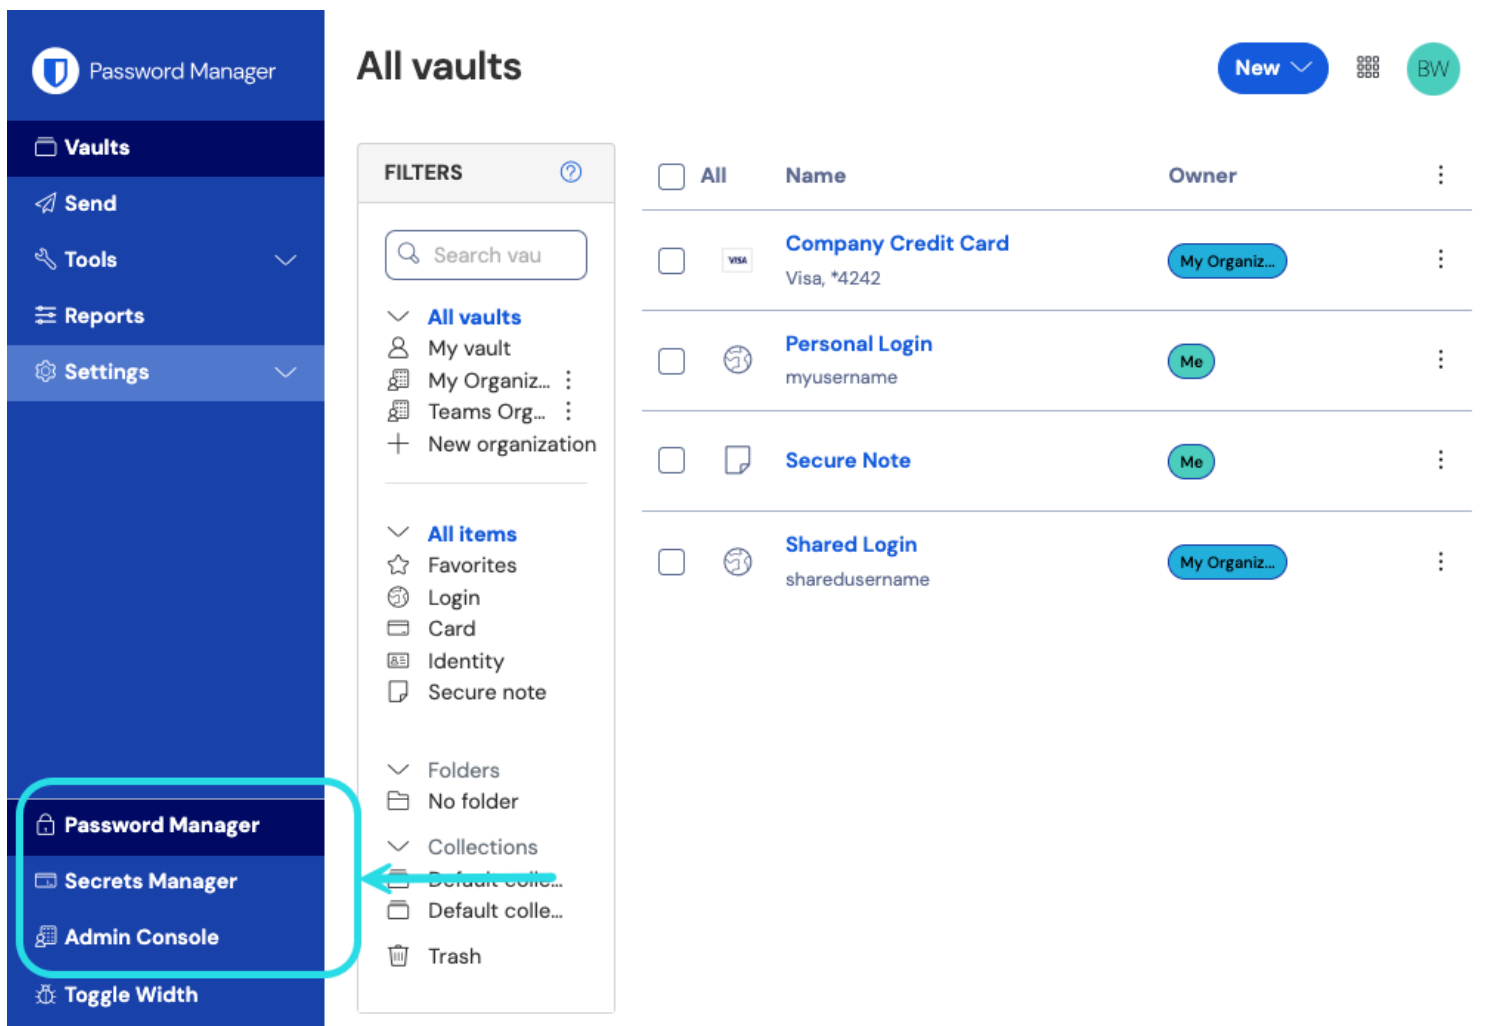 Password Manager
Vaults
Send
Tools
Reports
Settings
Password Manager
Secrets Manager
Admin Console
Toggle Width
All vaults
New
BW
FILTERS
Search vau
All vaults
My vault
My Organiz...
Teams Org...
New organization
All items
Favorites
Login
Card
Identity
Secure note
Folders
No folder
Collections
Default colle...
Default colle...
Trash
All Name Owner
VISA
Company Credit Card
Visa, *4242
My Organiz...
Personal Login
myusername
Me
Secure Note
Me
Shared Login
sharedusername
My Organiz...